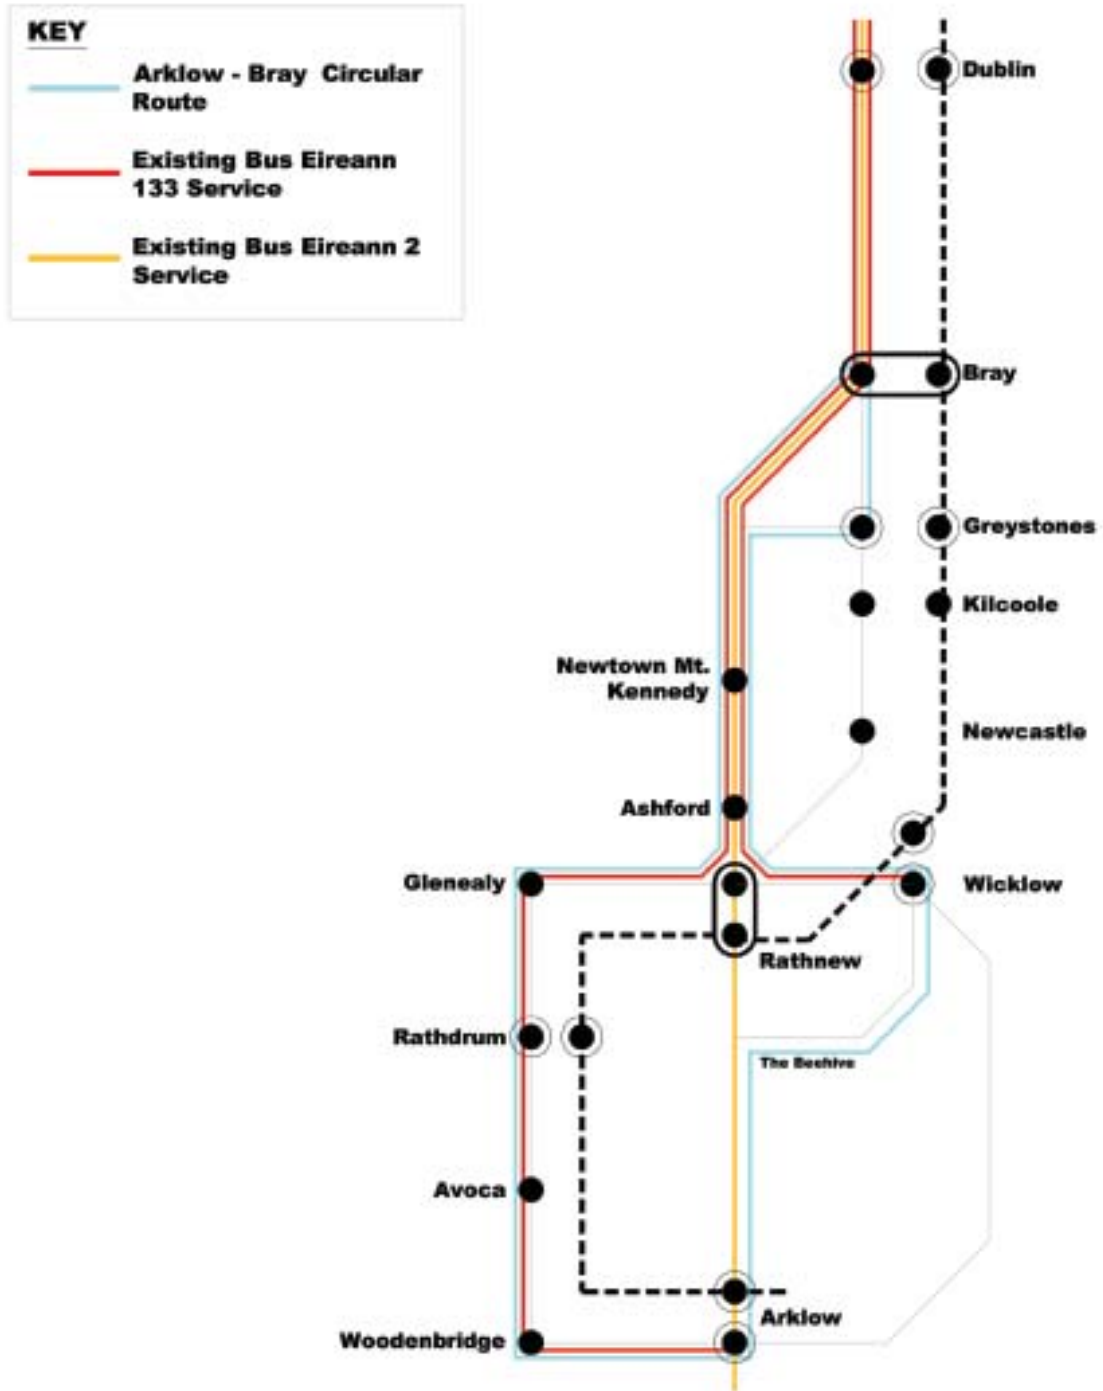 KEY
Arklow - Bray Circular
Route
Existing Bus Eireann
133 Service
Existing Bus Eireann 2
Service
Dublin
Bray
Greystones
Kilcoole
Newtown Mt.
Kennedy
Newcastle
Ashford
Glenealy
Wicklow
Rathnew
Rathdrum
The Beehive
Avoca
Arklow
Woodenbridge